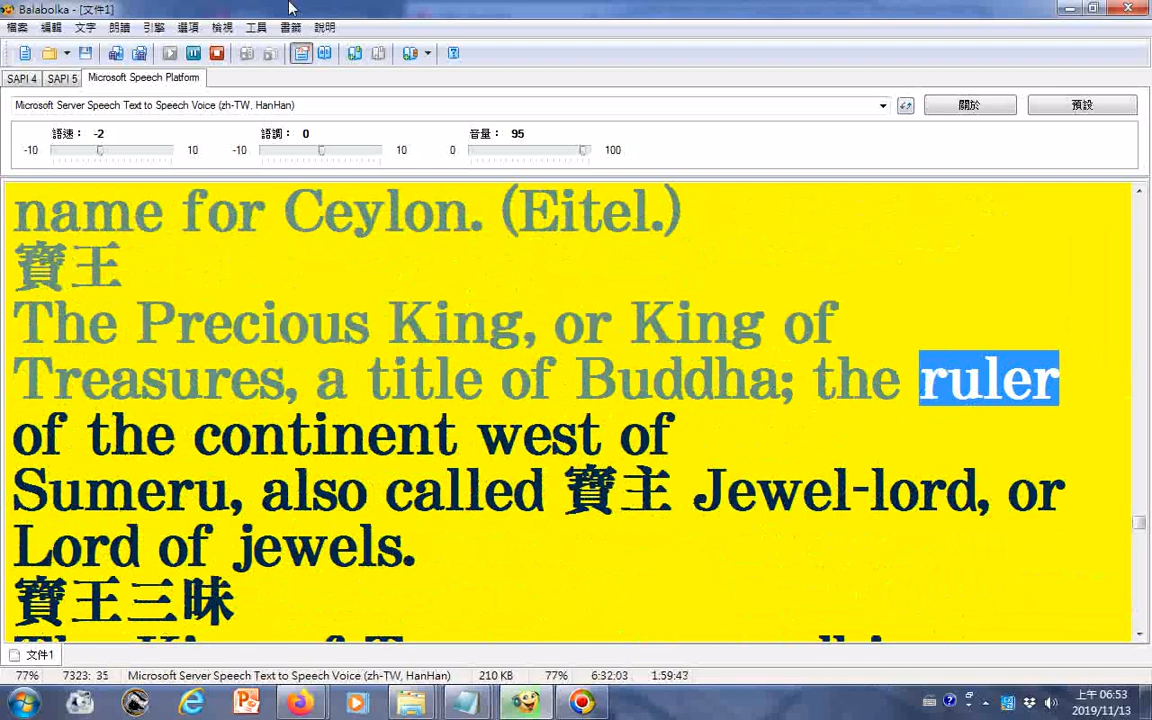 Balabolka - [文件1]
檔案 編輯 文字 朗讀 引擎 選項 檢視 工具 書籤 說明
SAPI 4 SAPI 5 Microsoft Speech Platform
Microsoft Server Speech Text to Speech Voice (zh-TW, HanHan) 關於 預設
語速： -2 語調： 0 音量： 95
-10 10 -10 10 0 100
name for Ceylon. (Eitel.)
寶王
The Precious King, or King of
Treasures, a title of Buddha; the ruler
of the continent west of
Sumeru, also called 寶主 Jewel-lord, or
Lord of jewels.
寶王三昧
文件1
77% 7323: 35 Microsoft Server Speech Text to Speech Voice (zh-TW, HanHan) 210 KB 77% 6:32:03 1:59:43
上午 06:53
2019/11/13